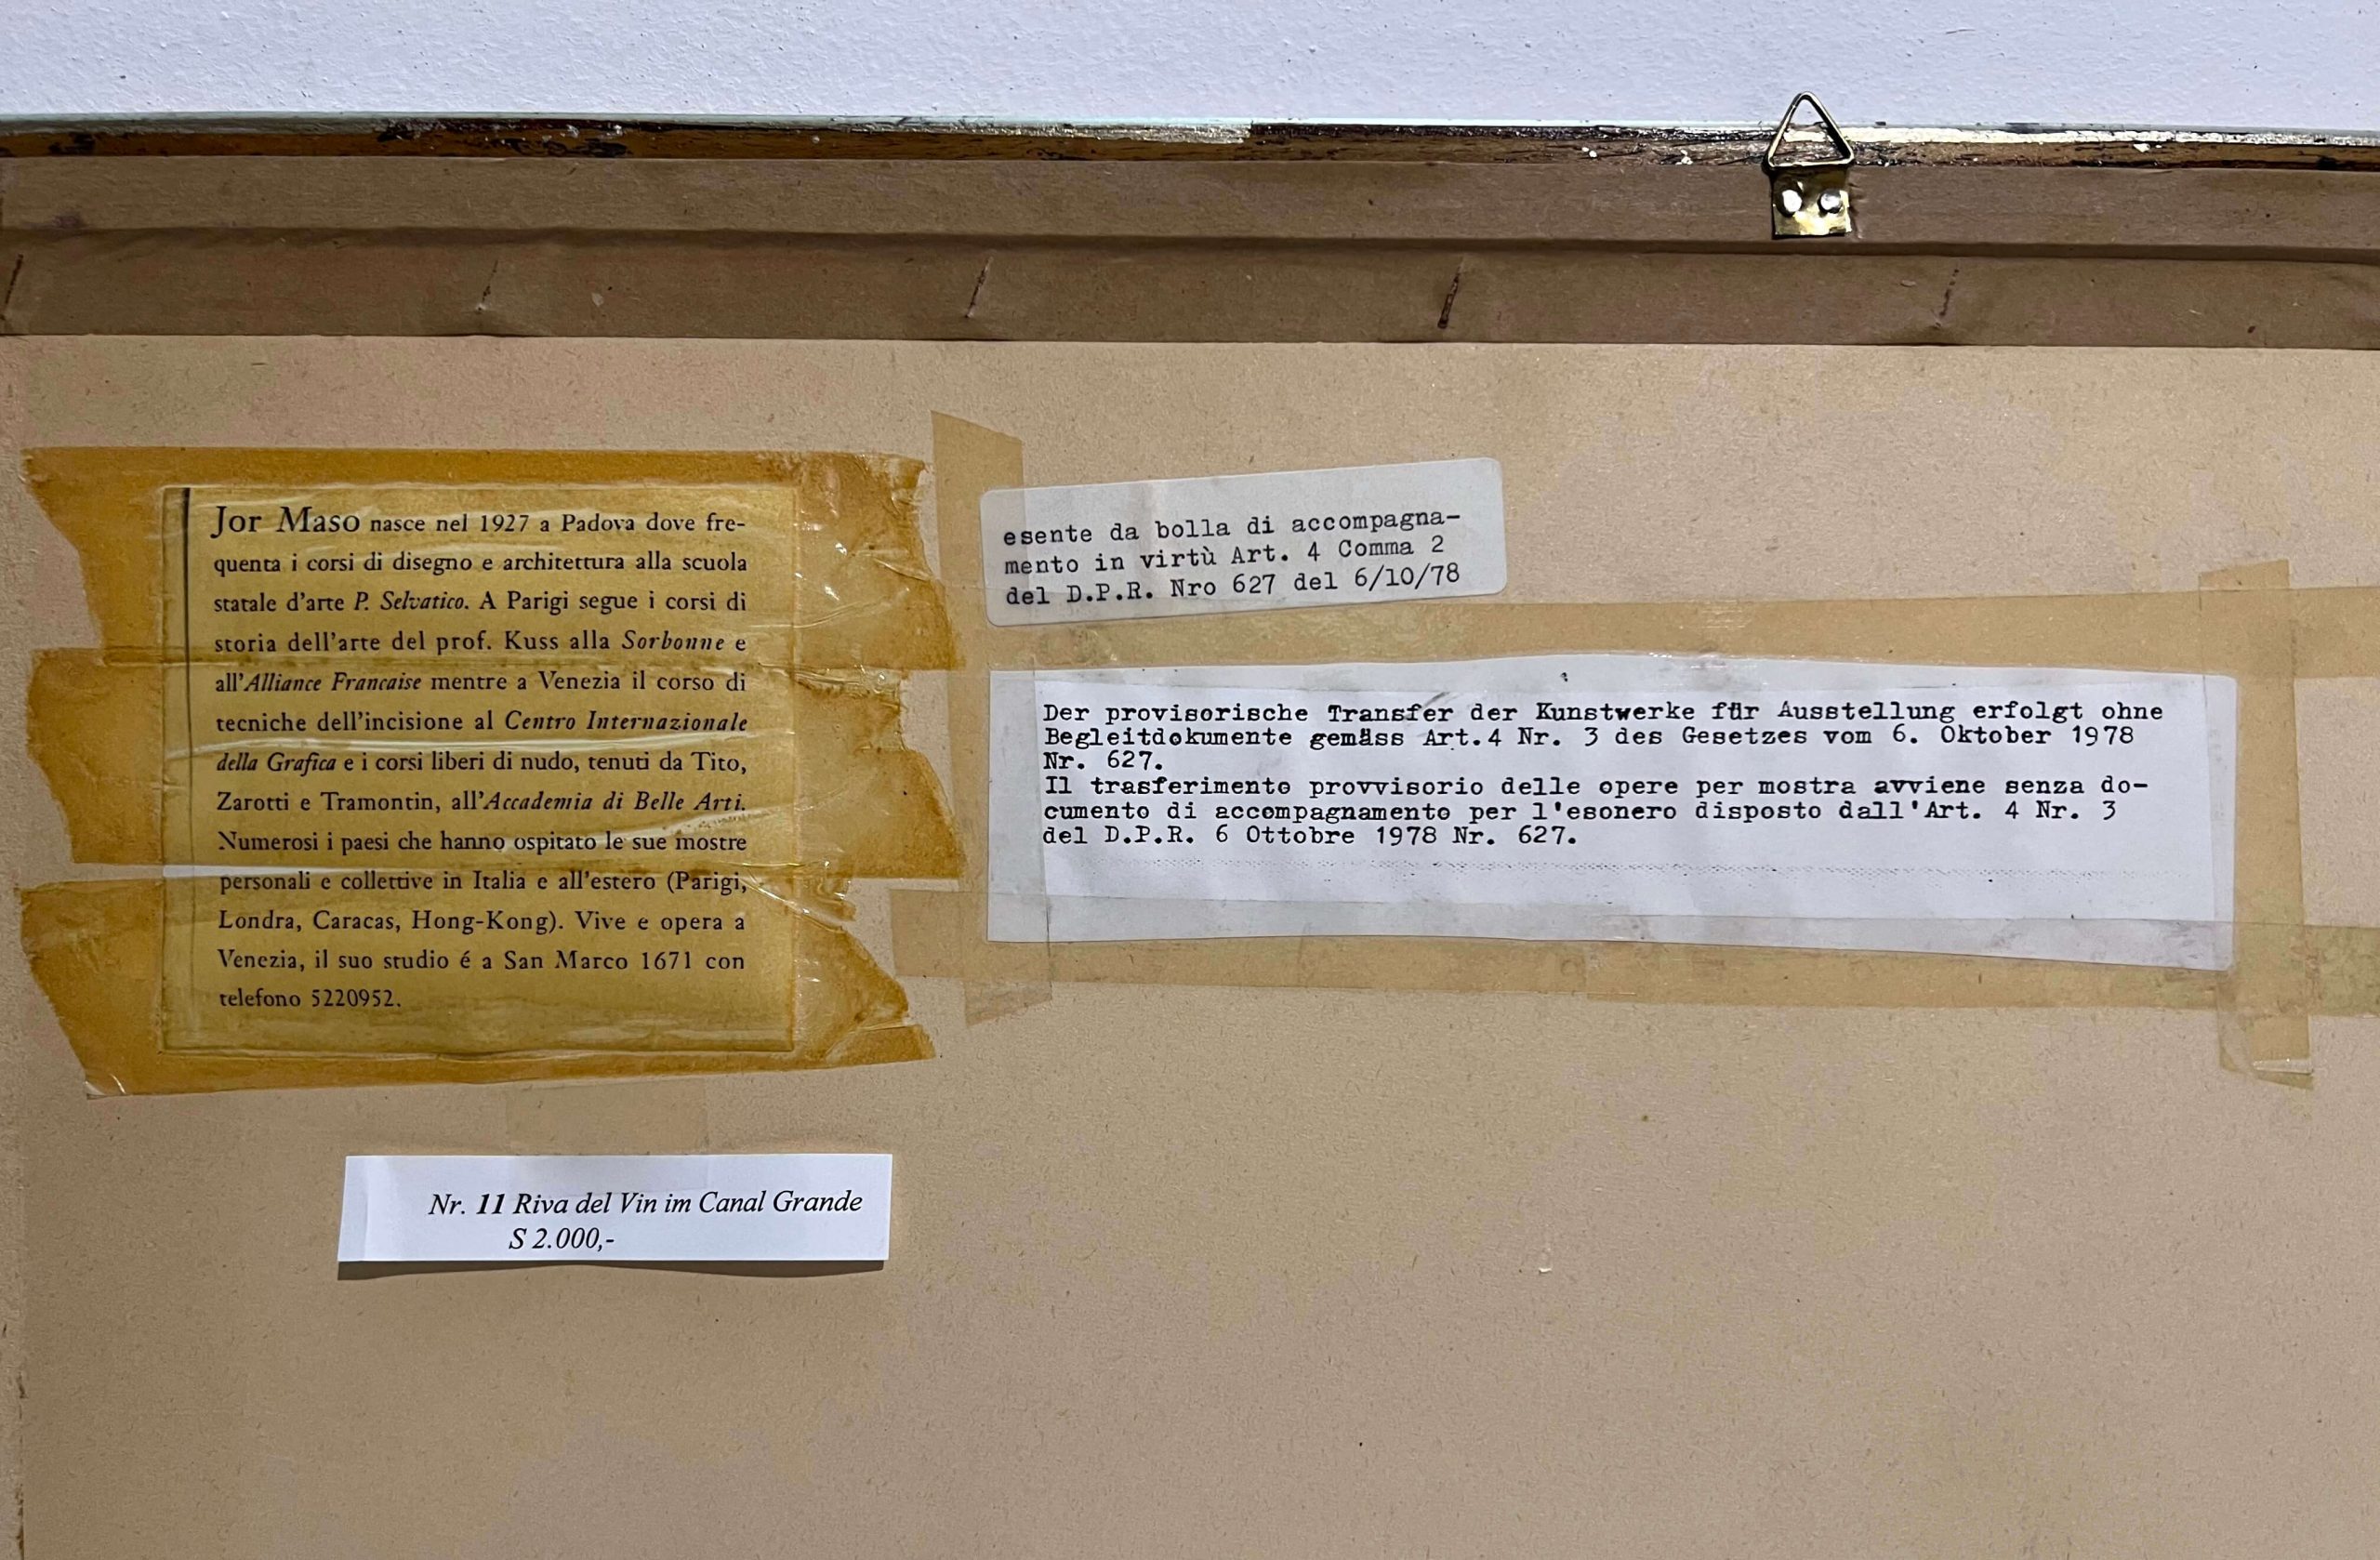 Jor Maso nasce nel 1927 a Padova dove fre-
quenta i corsi di disegno e architettura alla scuola
statale d'arte P. Selvatico. A Parigi segue i corsi di
storia dell'arte del prof. Kuss alla Sorbonne e
all'Alliance Francaise mentre a Venezia il corso di
tecniche dell'incisione al Centro Internazionale
della Grafica e i corsi liberi di nudo, tenuti da Tito,
Zarotti e Tramontin, all'Accademia di Belle Arti.
Numerosi i paesi che hanno ospitato le sue mostre
personali e collettive in Italia e all'estero (Parigi,
Londra, Caracas, Hong-Kong). Vive e opera a
Venezia, il suo studio é a San Marco 1671 con
telefono 5220952.
esente da bolla di accompagna-
mento in virtù Art. 4 Comma 2
del D.P.R. Nro 627 del 6/10/78
Der provisorische Transfer der Kunstwerke für Ausstellung erfolgt ohne
Begleitdokumente gemäss Art.4 Nr. 3 des Gesetzes vom 6. Oktober 1978
Nr. 627.
Il trasferimento provvisorio delle opere per mostra avviene senza do-
cumento di accompagnamento per l'esonero disposto dall'Art. 4 Nr. 3
del D.P.R. 6 Ottobre 1978 Nr. 627.
Nr. 11 Riva del Vin im Canal Grande
S 2.000,-